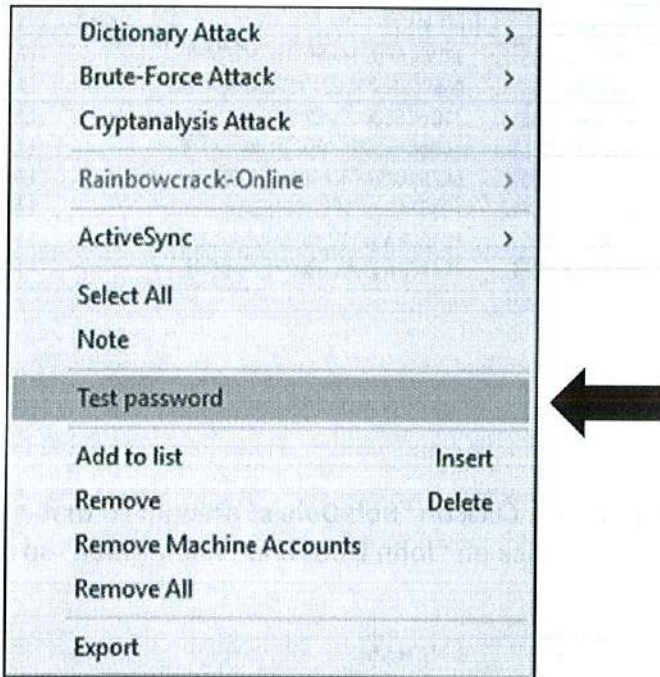 Dictionary Attack >
Brute-Force Attack >
Cryptanalysis Attack >
Rainbowcrack-Online >
ActiveSync >
Select All
Note
Test password
Add to list Insert
Remove Delete
Remove Machine Accounts
Remove All
Export